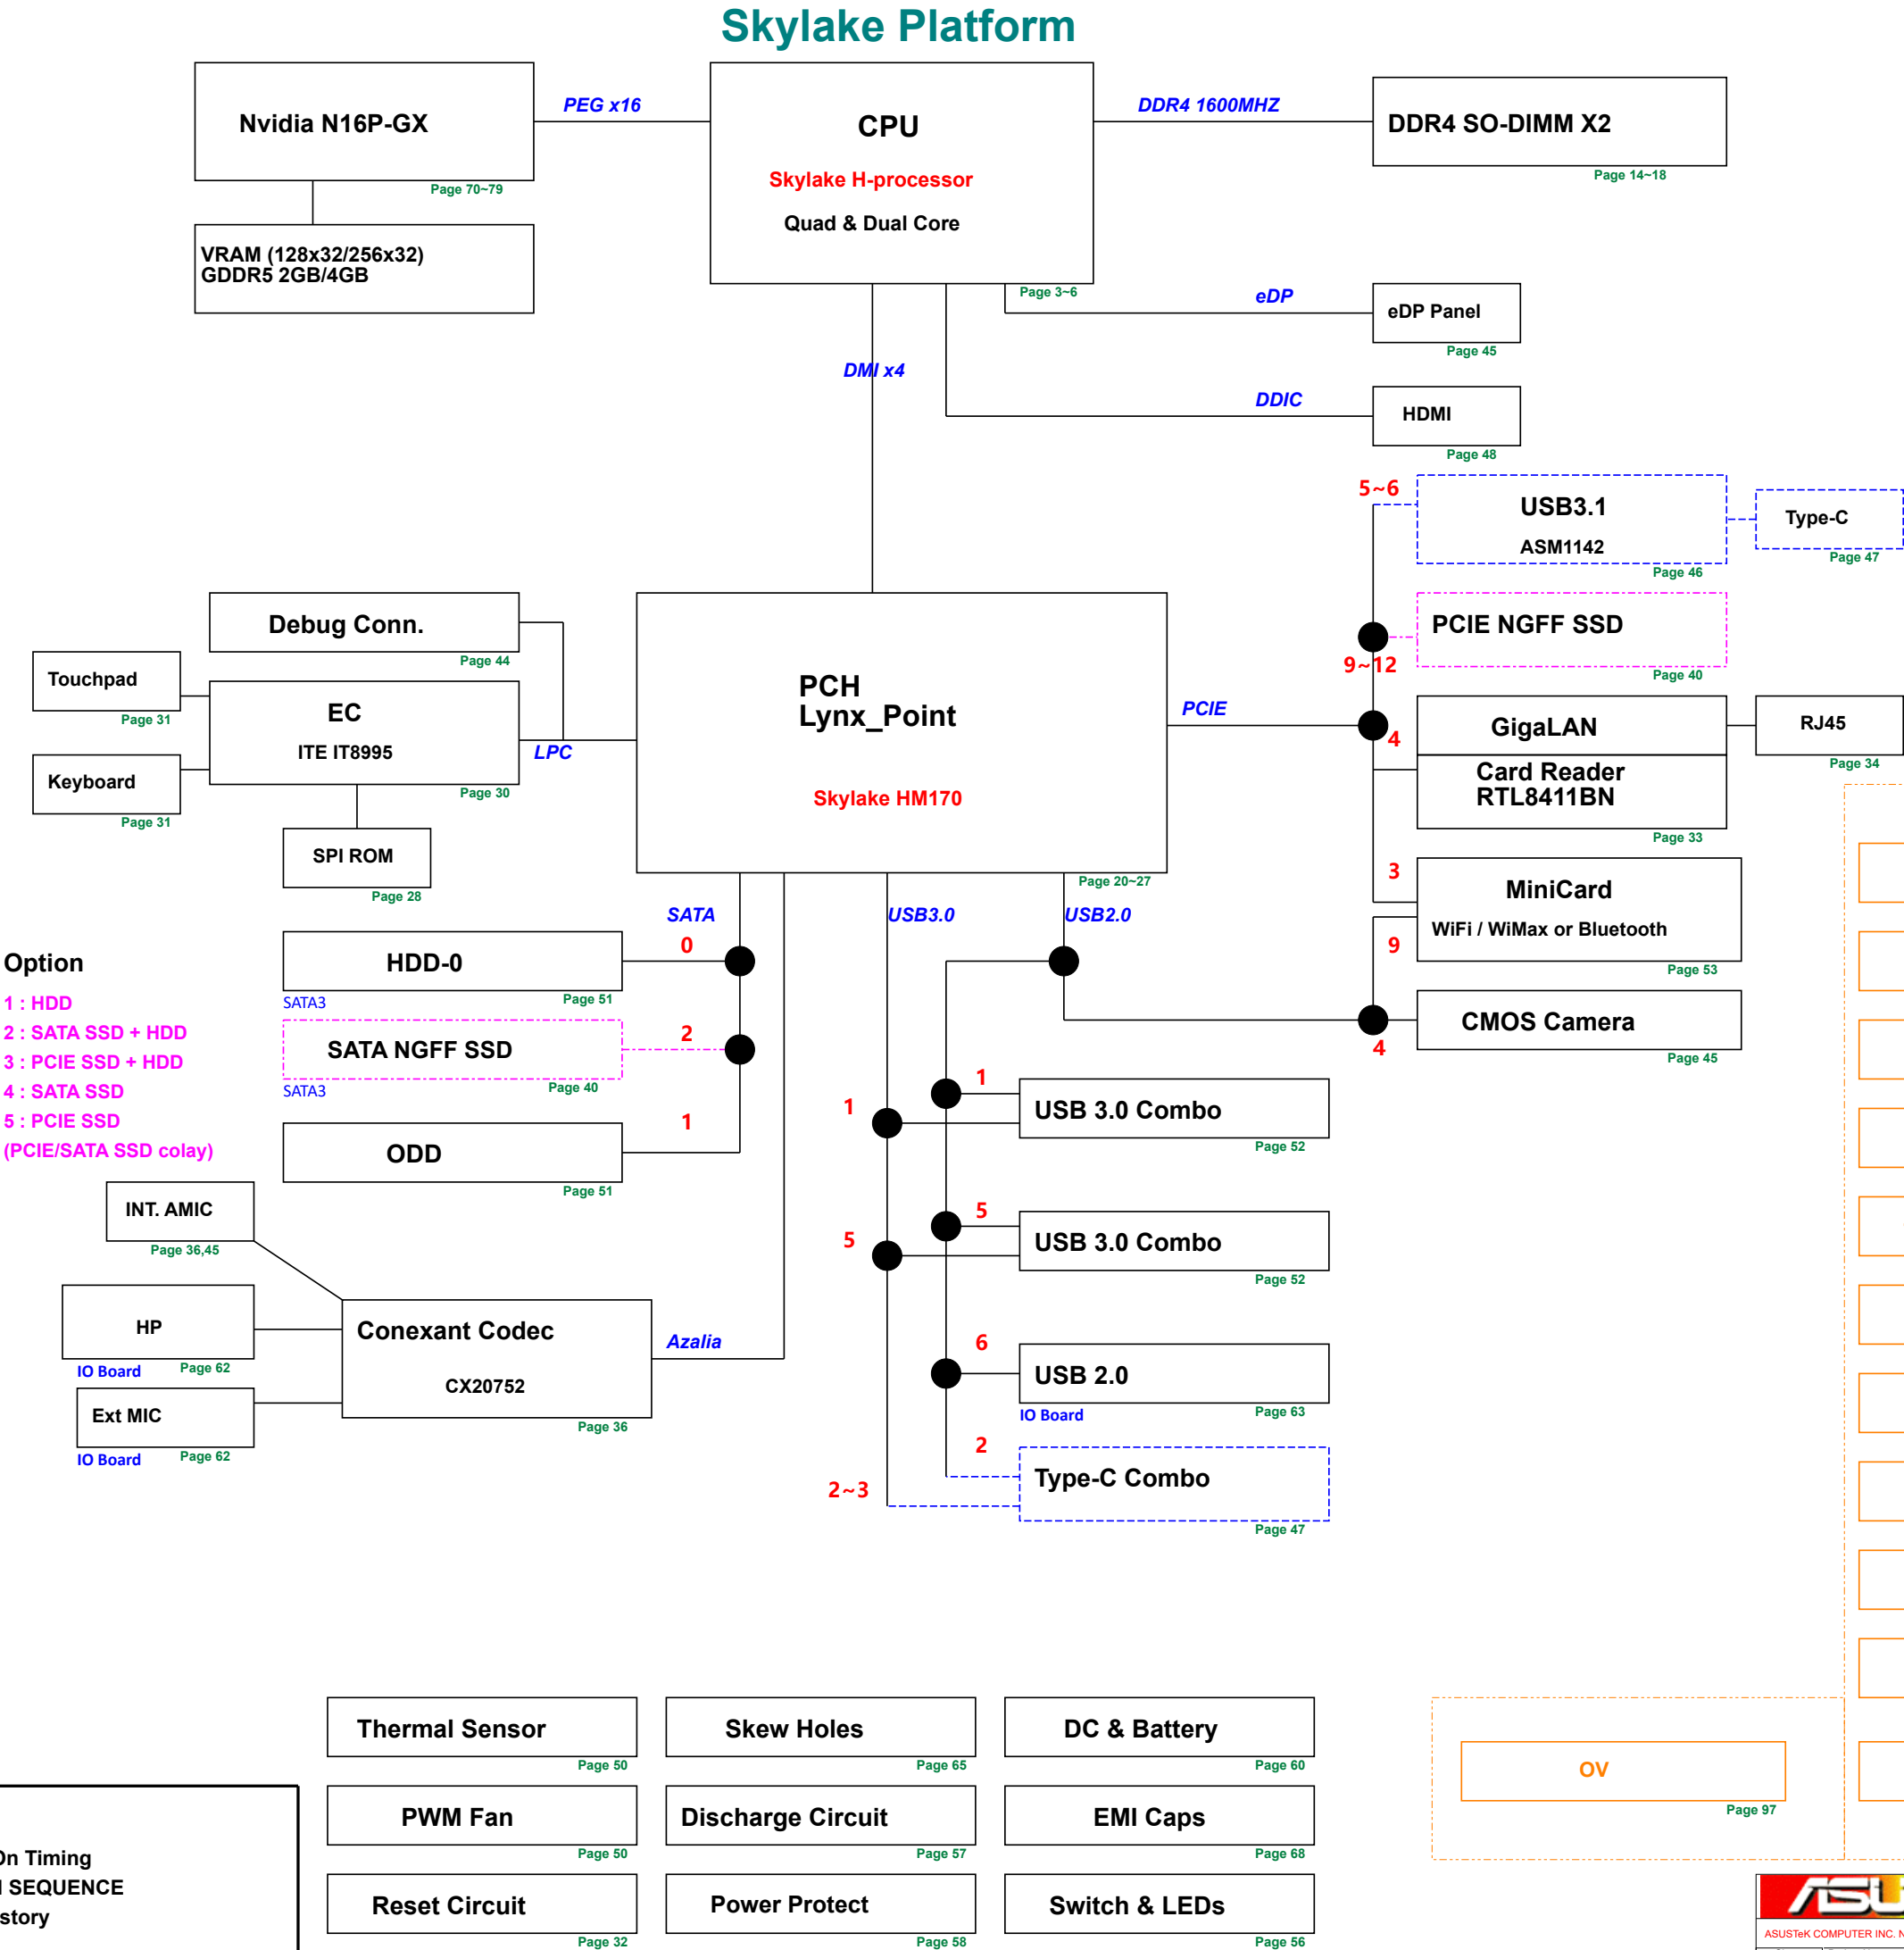 Skylake Platform
Nvidia N16P-GX
Page 70~79
PEG x16
CPU
Skylake H-processor
Quad & Dual Core
Page 3~6
DDR4 1600MHZ
DDR4 SO-DIMM X2
Page 14~18
VRAM (128x32/256x32)
GDDR5 2GB/4GB
eDP
eDP Panel
Page 45
DMI x4
DDIC
HDMI
Page 48
5~6
USB3.1
ASM1142
Page 46
Type-C
Page 47
PCIE NGFF SSD
Page 40
9~12
Debug Conn.
Page 44
Touchpad
Page 31
EC
ITE IT8995
Page 30
LPC
Keyboard
Page 31
SPI ROM
Page 28
PCH
Lynx_Point
Skylake HM170
Page 20~27
PCIE
4
GigaLAN
Card Reader
RTL8411BN
Page 33
RJ45
Page 34
3
MiniCard
WiFi / WiMax or Bluetooth
Page 53
9
CMOS Camera
Page 45
4
SATA
USB3.0
USB2.0
0
HDD-0
SATA3
Page 51
2
SATA NGFF SSD
SATA3
Page 40
1
ODD
Page 51
Option
1 : HDD
2 : SATA SSD + HDD
3 : PCIE SSD + HDD
4 : SATA SSD
5 : PCIE SSD
(PCIE/SATA SSD colay)
INT. AMIC
Page 36,45
HP
IO Board
Page 62
Ext MIC
IO Board
Page 62
Conexant Codec
CX20752
Page 36
Azalia
1
1
USB 3.0 Combo
Page 52
5
5
USB 3.0 Combo
Page 52
6
USB 2.0
IO Board
Page 63
2
2~3
Type-C Combo
Page 47
Thermal Sensor
Page 50
Skew Holes
Page 65
DC & Battery
Page 60
PWM Fan
Page 50
Discharge Circuit
Page 57
EMI Caps
Page 68
Reset Circuit
Page 32
Power Protect
Page 58
Switch & LEDs
Page 56
OV
Page 97
On Timing
SEQUENCE
story
ASUSTeK COMPUTER INC.